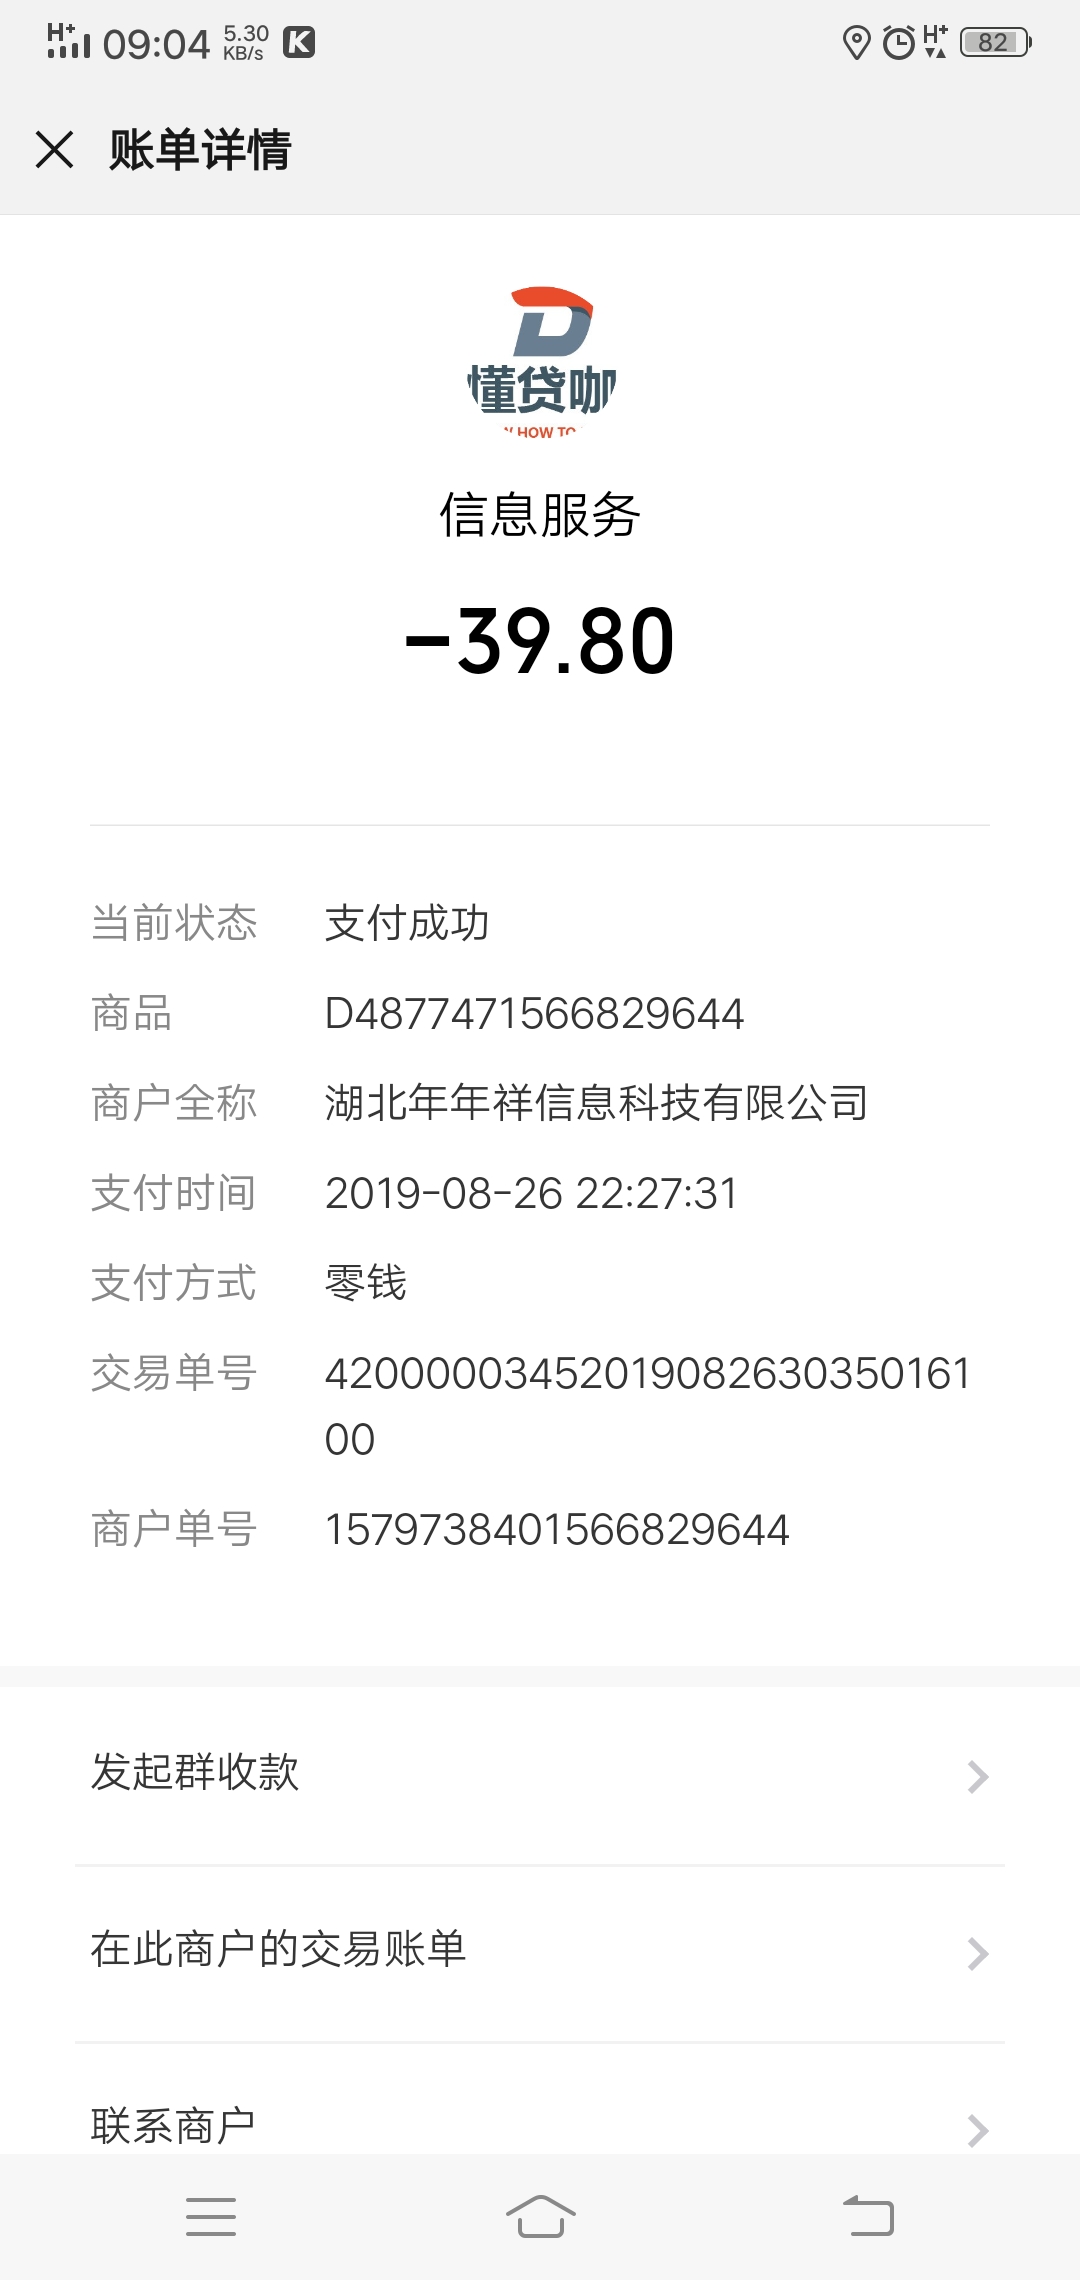 H+ 09:04 5.30 KB/s K H+ 82
账单详情
D
懂贷咖
HOW TO
信息服务
-39.80
当前状态 支付成功
商品 D4877471566829644
商户全称 湖北年年祥信息科技有限公司
支付时间 2019-08-26 22:27:31
支付方式 零钱
交易单号 42000003452019082630350161
00
商户单号 1579738401566829644
发起群收款
在此商户的交易账单
联系商户